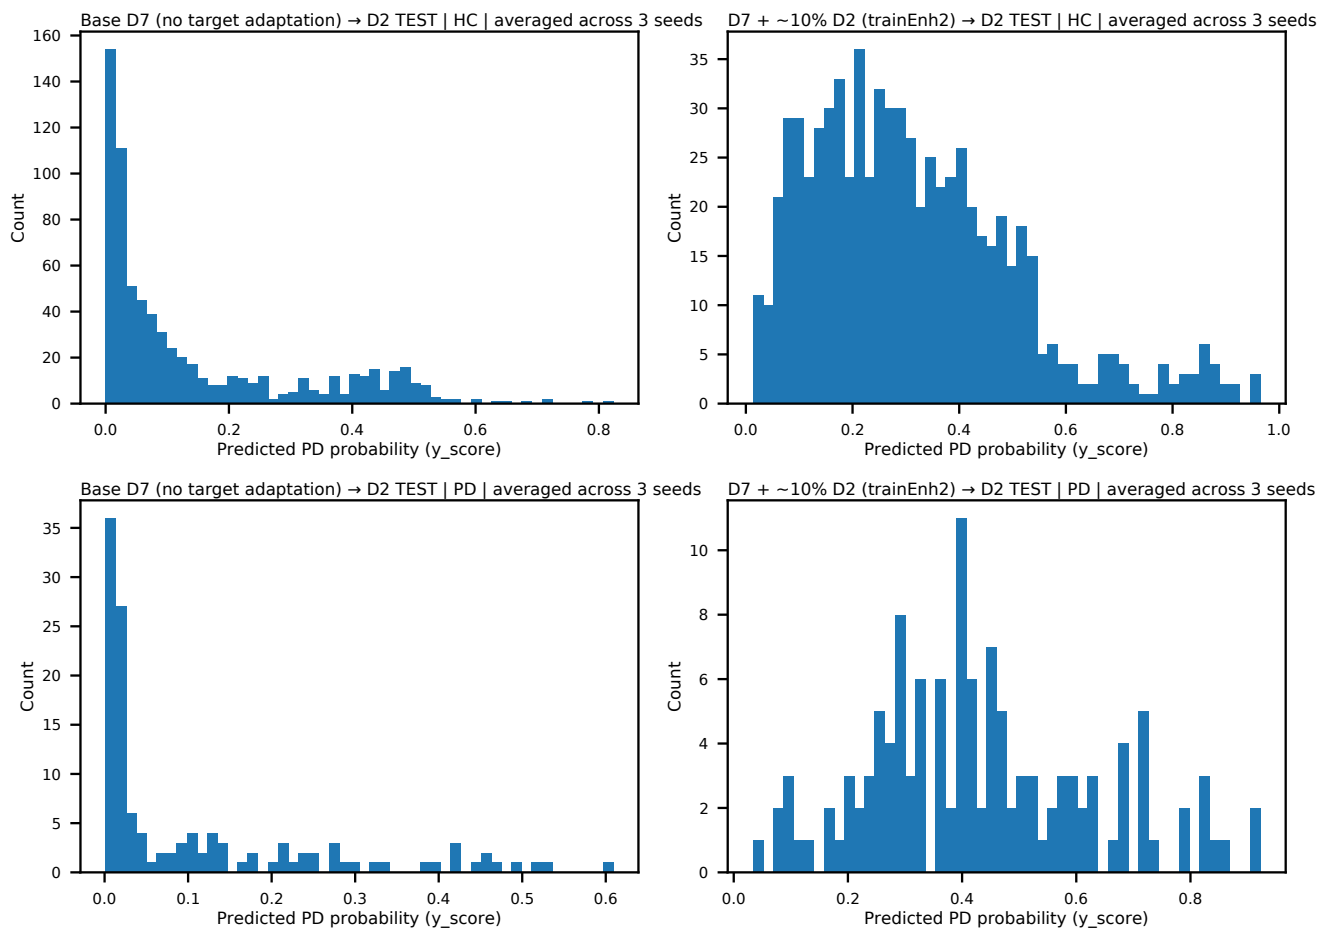 Base D7 (no target adaptation) → D2 TEST | HC | averaged across 3 seeds
160
140
120
100
80
60
40
20
0
Count
0.0 0.2 0.4 0.6 0.8
Predicted PD probability (y_score)
D7 + ~10% D2 (trainEnh2) → D2 TEST | HC | averaged across 3 seeds
35
30
25
20
15
10
5
0
Count
0.0 0.2 0.4 0.6 0.8 1.0
Predicted PD probability (y_score)
Base D7 (no target adaptation) → D2 TEST | PD | averaged across 3 seeds
35
30
25
20
15
10
5
0
Count
0.0 0.1 0.2 0.3 0.4 0.5 0.6
Predicted PD probability (y_score)
D7 + ~10% D2 (trainEnh2) → D2 TEST | PD | averaged across 3 seeds
10
8
6
4
2
0
Count
0.0 0.2 0.4 0.6 0.8
Predicted PD probability (y_score)